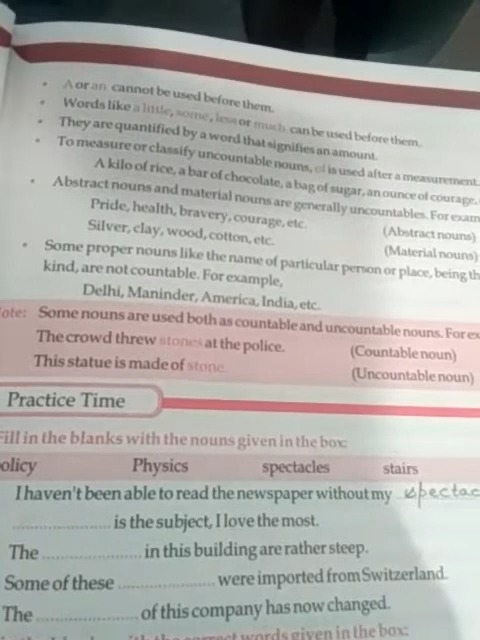 A or an cannot be used before them.
Words like a little, some, less or much can be used before them.
They are quantified by a word that signifies an amount.
To measure or classify uncountable nouns, of is used after a measurement.
A kilo of rice, a bar of chocolate, a bag of sugar, an ounce of courage,
Abstract nouns and material nouns are generally uncountables. For exam
Pride, health, bravery, courage, etc. (Abstract nouns)
Silver, clay, wood, cotton, etc. (Material nouns)
Some proper nouns like the name of particular person or place, being th
kind, are not countable. For example,
Delhi, Maninder, America, India, etc.
ote: Some nouns are used both as countable and uncountable nouns. For ex
The crowd threw stones at the police. (Countable noun)
This statue is made of stone. (Uncountable noun)
Practice Time
Fill in the blanks with the nouns given in the box:
olicy Physics spectacles stairs
I haven't been able to read the newspaper without my spectac
.................... is the subject, I love the most.
The .................... in this building are rather steep.
Some of these .................... were imported from Switzerland.
The .................... of this company has now changed.
with the correct words given in the box: